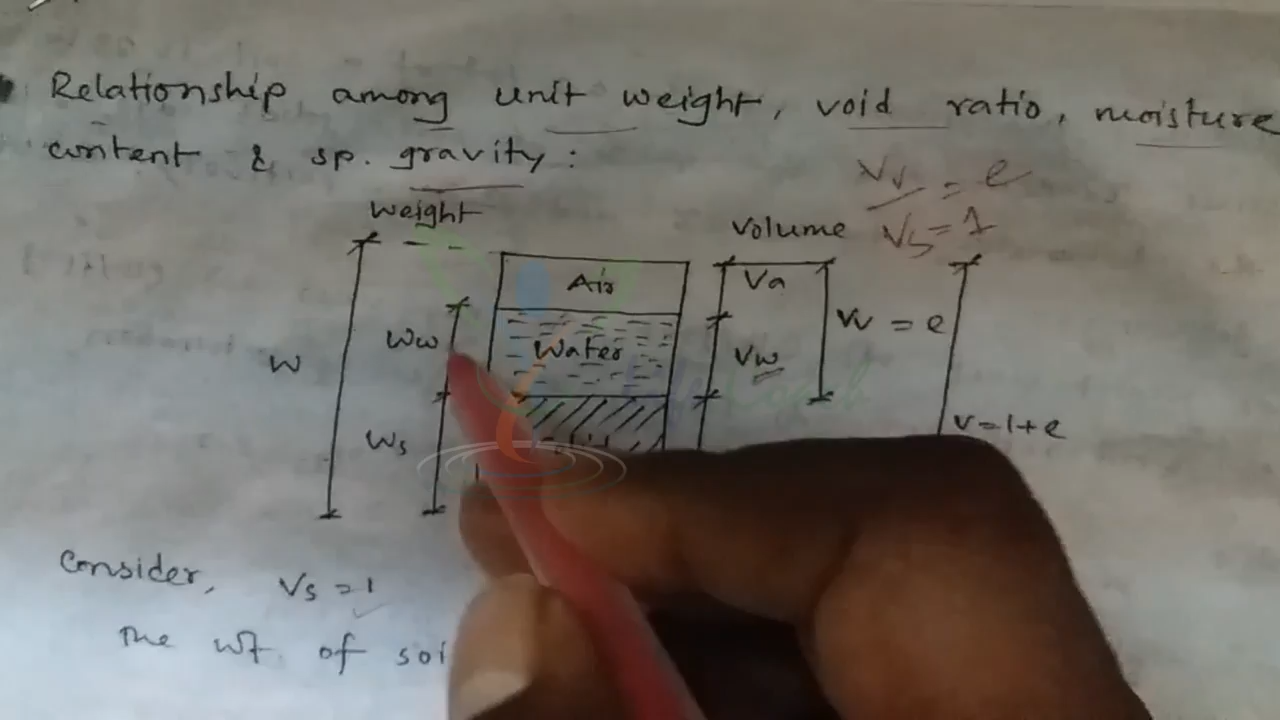 Relationship among unit weight, void ratio, moisture
content & sp. gravity :
Vv/Vs = e
Weight
Volume
Vs = 1
Air
Va
W
Ww
Water
Vw
Vv = e
Ws
V=1+e
Consider, Vs = 1
The wt. of soi